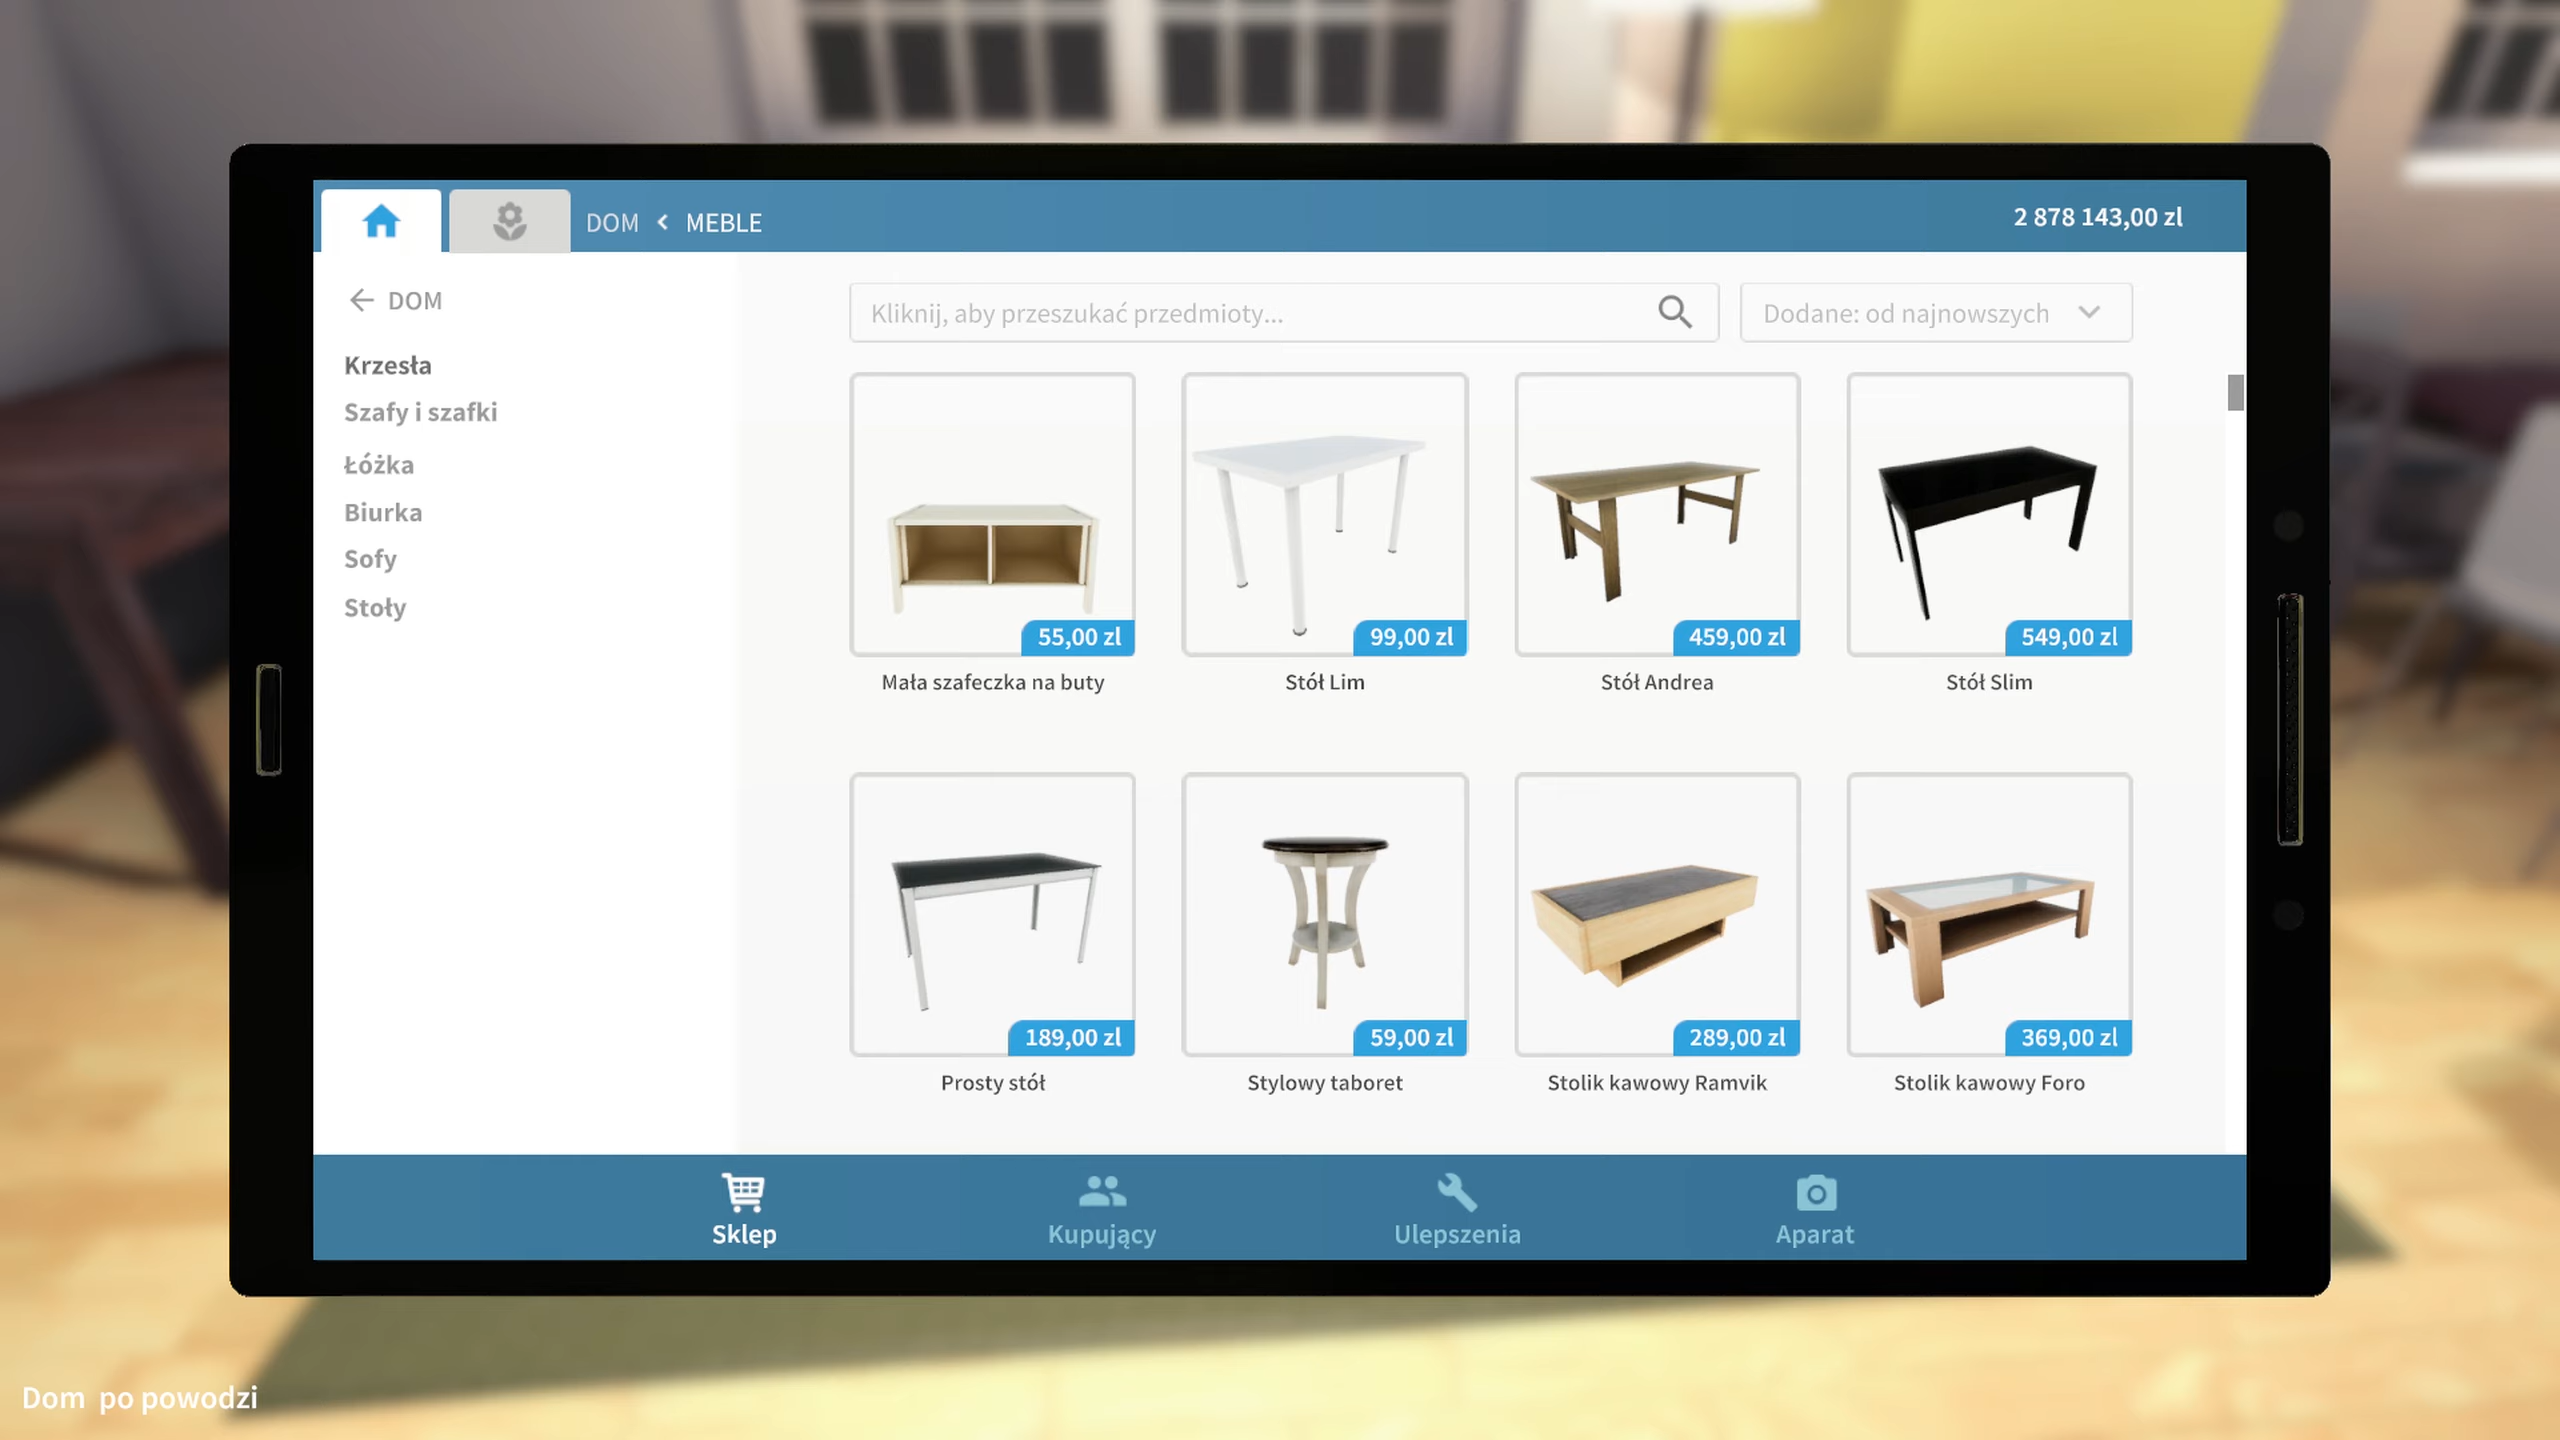 DOM < MEBLE
2 878 143,00 zl
← DOM
Krzesła
Szafy i szafki
Łóżka
Biurka
Sofy
Stoły
Kliknij, aby przeszukać przedmioty...
Dodane: od najnowszych
55,00 zl
99,00 zl
459,00 zl
549,00 zl
Mała szafeczka na buty
Stół Lim
Stół Andrea
Stół Slim
189,00 zl
59,00 zl
289,00 zl
369,00 zl
Prosty stół
Stylowy taboret
Stolik kawowy Ramvik
Stolik kawowy Foro
Sklep
Kupujący
Ulepszenia
Aparat
Dom po powodzi